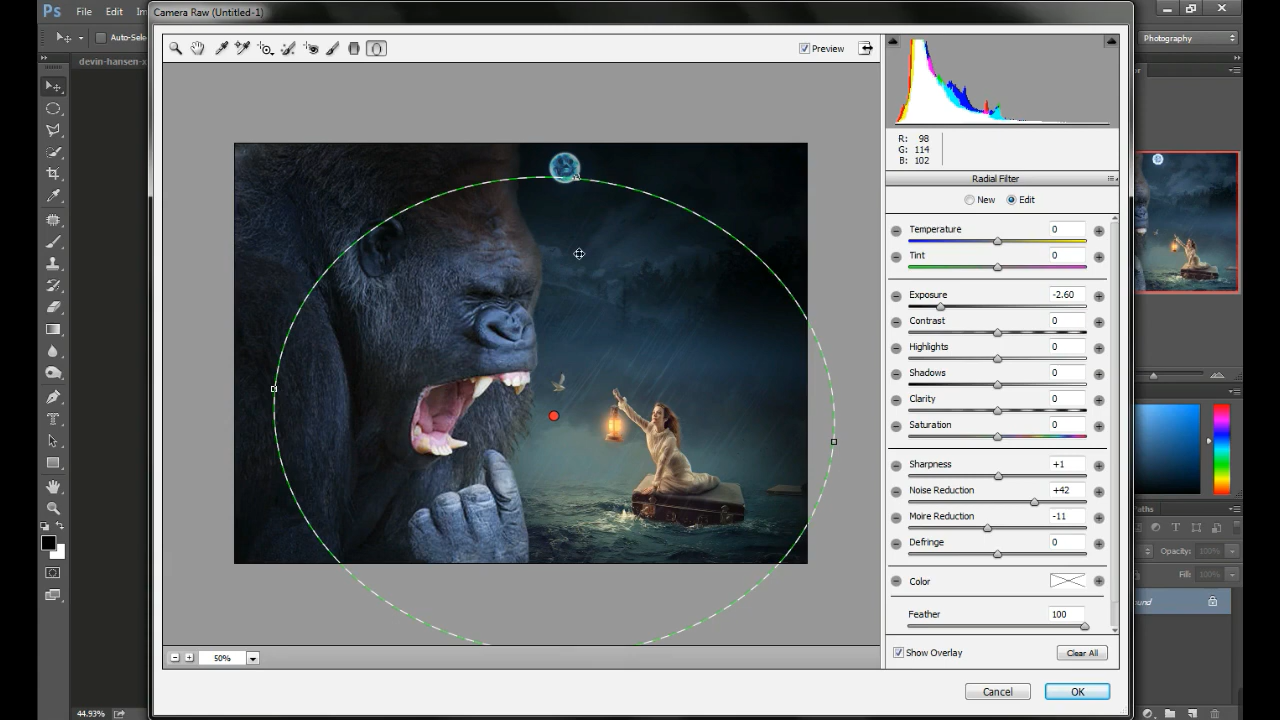 Camera Raw (Untitled-1)
Ps File Edit
Auto-Sele
Photography
devin-hansen-x
Preview
R: 98
G: 114
B: 102
Radial Filter
New Edit
Temperature 0
Tint 0
Exposure -2.60
Contrast 0
Highlights 0
Shadows 0
Clarity 0
Saturation 0
Sharpness +1
Noise Reduction +42
Moire Reduction -11
Defringe 0
Color
Feather 100
Show Overlay Clear All
50%
Cancel OK
44.93%
Paths
Opacity: 100%
Fill: 100%